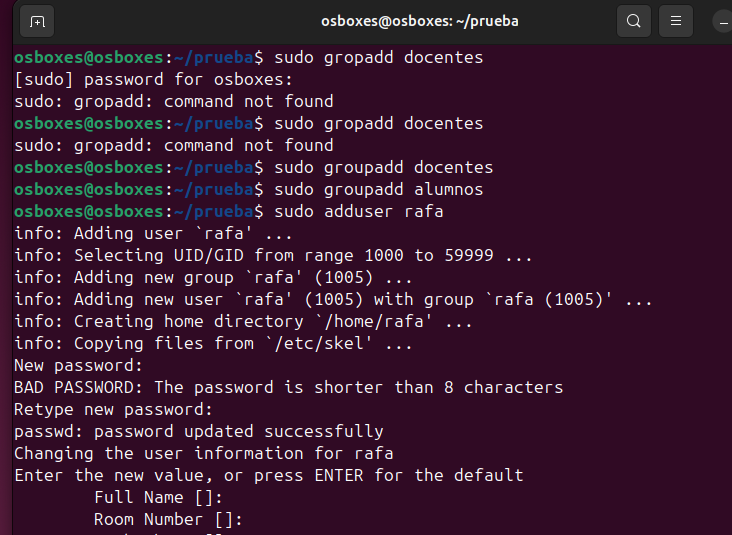 osboxes@osboxes: ~/prueba
osboxes@osboxes:~/prueba$ sudo gropadd docentes
[sudo] password for osboxes:
sudo: gropadd: command not found
osboxes@osboxes:~/prueba$ sudo gropadd docentes
sudo: gropadd: command not found
osboxes@osboxes:~/prueba$ sudo groupadd docentes
osboxes@osboxes:~/prueba$ sudo groupadd alumnos
osboxes@osboxes:~/prueba$ sudo adduser rafa
info: Adding user `rafa' ...
info: Selecting UID/GID from range 1000 to 59999 ...
info: Adding new group `rafa' (1005) ...
info: Adding new user `rafa' (1005) with group `rafa (1005)' ...
info: Creating home directory `/home/rafa' ...
info: Copying files from `/etc/skel' ...
New password:
BAD PASSWORD: The password is shorter than 8 characters
Retype new password:
passwd: password updated successfully
Changing the user information for rafa
Enter the new value, or press ENTER for the default
Full Name []:
Room Number []: